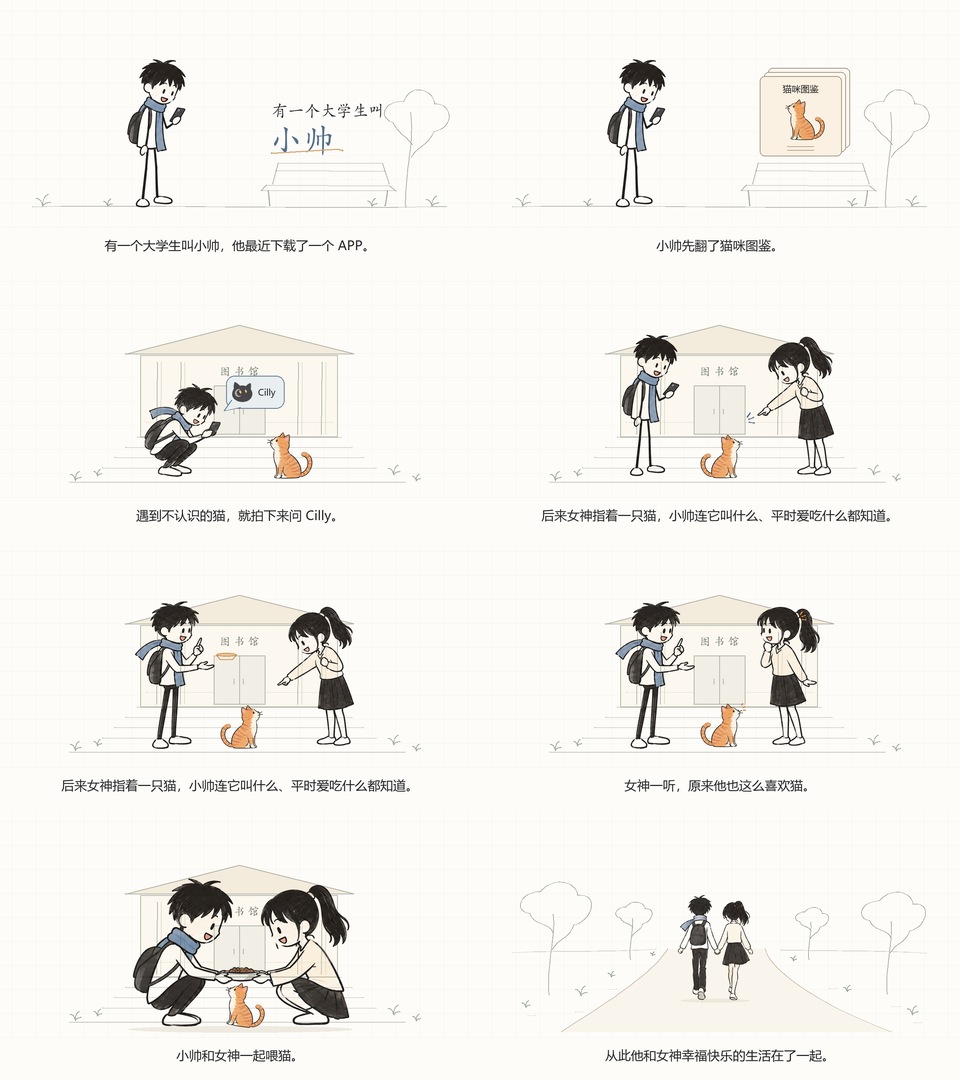 有一个大学生叫
小帅
有一个大学生叫小帅，他最近下载了一个 APP。
猫咪图鉴
小帅先翻了猫咪图鉴。
图书馆
Cilly
遇到不认识的猫，就拍下来问 Cilly。
图书馆
后来女神指着一只猫，小帅连它叫什么、平时爱吃什么都知道。
图书馆
后来女神指着一只猫，小帅连它叫什么、平时爱吃什么都知道。
图书馆
女神一听，原来他也这么喜欢猫。
书馆
小帅和女神一起喂猫。
从此他和女神幸福快乐的生活在了一起。